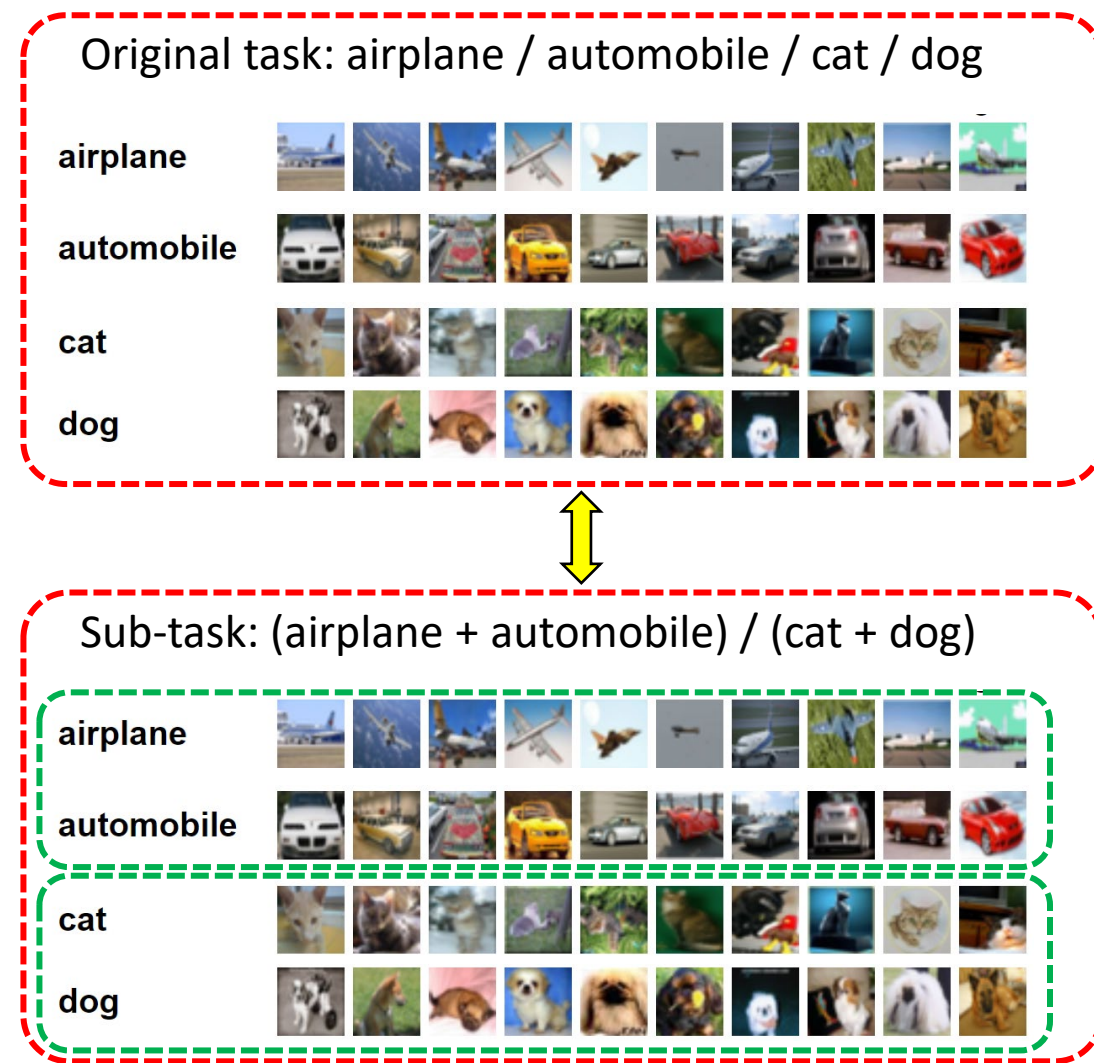 Original task: airplane / automobile / cat / dog
airplane
automobile
cat
dog
Sub-task: (airplane + automobile) / (cat + dog)
airplane
automobile
cat
dog